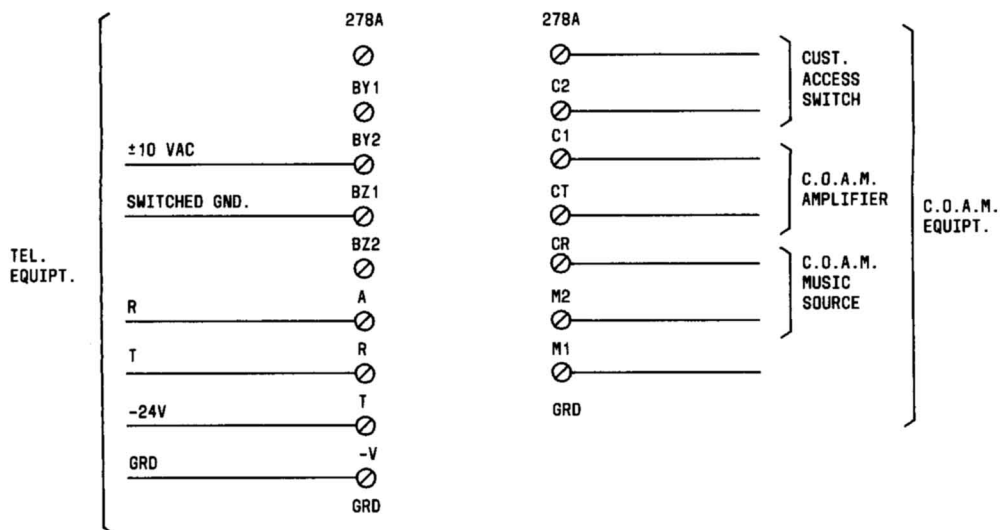 278A
BY1
BY2
±10 VAC
BZ1
SWITCHED GND.
BZ2
TEL.
EQUIPT.
A
R
R
T
T
-24V
-V
GRD
GRD
278A
C2
C1
CT
CR
M2
M1
GRD
CUST.
ACCESS
SWITCH
C.O.A.M.
AMPLIFIER
C.O.A.M.
MUSIC
SOURCE
C.O.A.M.
EQUIPT.